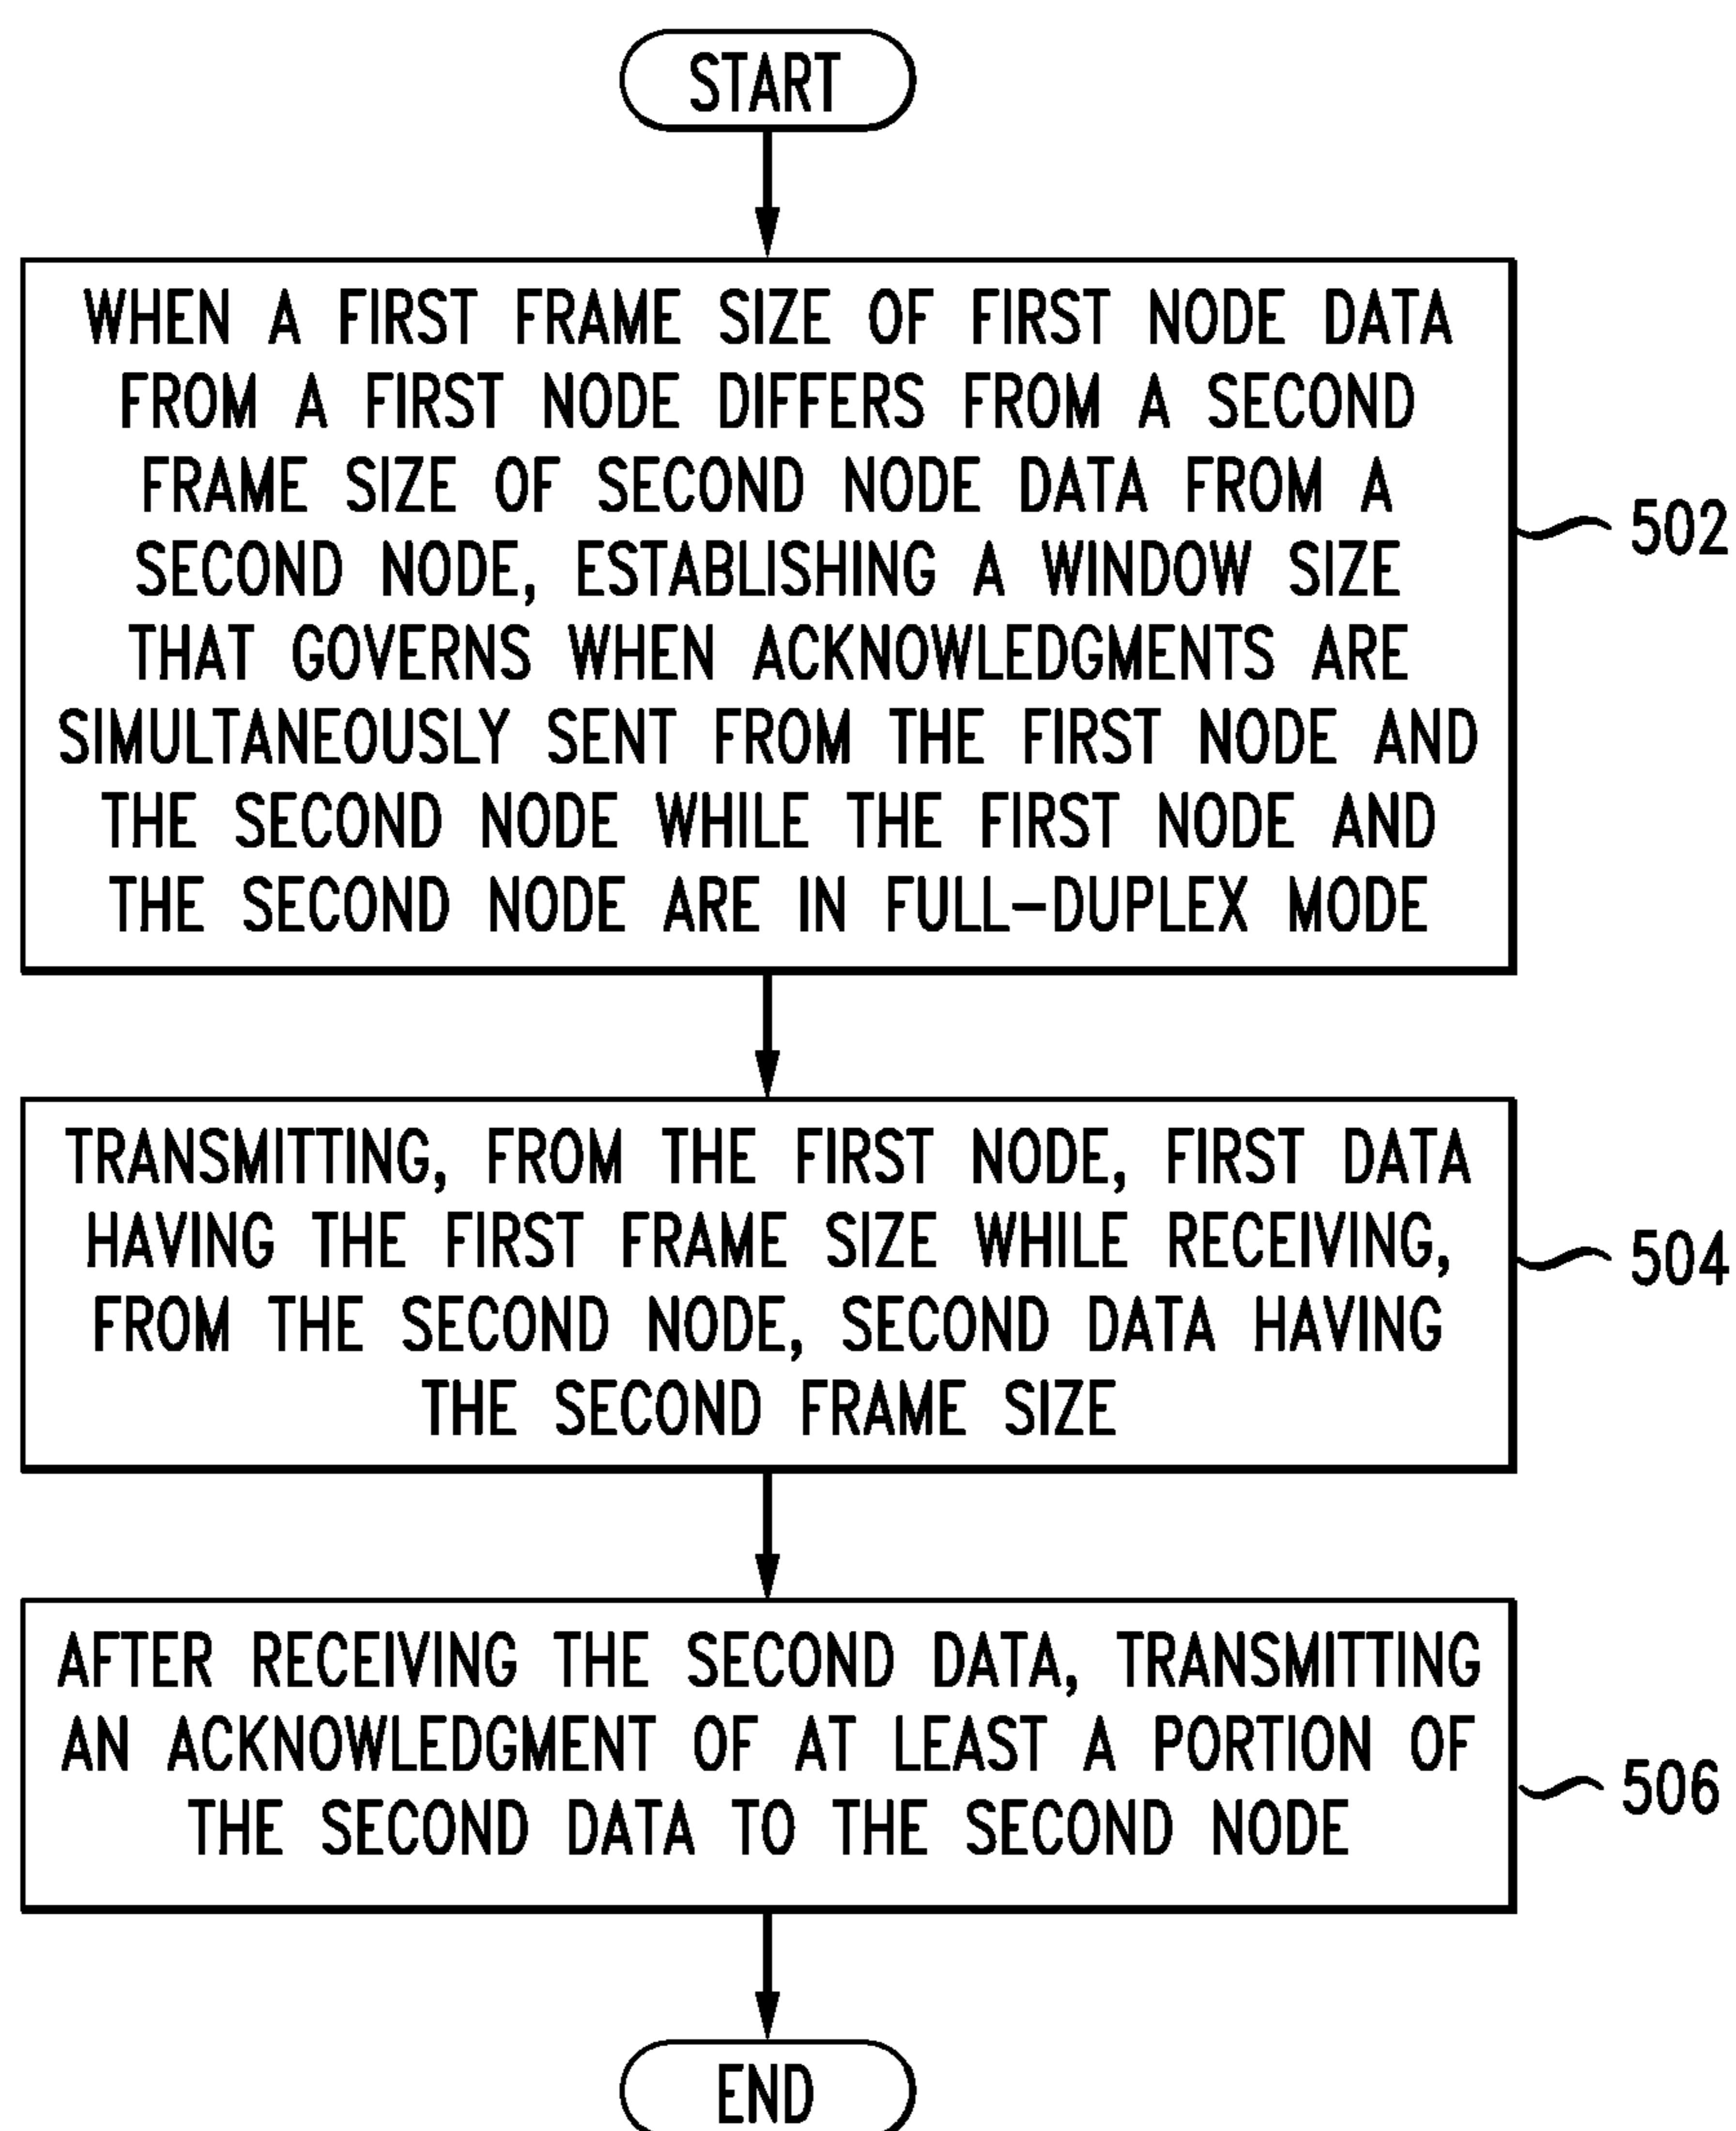 START
WHEN A FIRST FRAME SIZE OF FIRST NODE DATA
FROM A FIRST NODE DIFFERS FROM A SECOND
FRAME SIZE OF SECOND NODE DATA FROM A
SECOND NODE, ESTABLISHING A WINDOW SIZE
THAT GOVERNS WHEN ACKNOWLEDGMENTS ARE
SIMULTANEOUSLY SENT FROM THE FIRST NODE AND
THE SECOND NODE WHILE THE FIRST NODE AND
THE SECOND NODE ARE IN FULL-DUPLEX MODE
502
TRANSMITTING, FROM THE FIRST NODE, FIRST DATA
HAVING THE FIRST FRAME SIZE WHILE RECEIVING,
FROM THE SECOND NODE, SECOND DATA HAVING
THE SECOND FRAME SIZE
504
AFTER RECEIVING THE SECOND DATA, TRANSMITTING
AN ACKNOWLEDGMENT OF AT LEAST A PORTION OF
THE SECOND DATA TO THE SECOND NODE
506
END